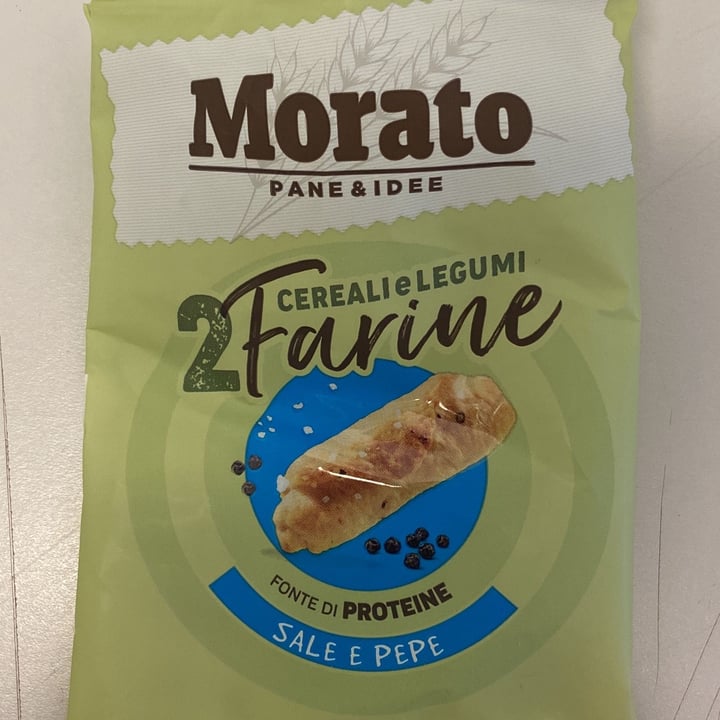 Morato
PANE & IDEE
CEREALI e LEGUMI
2 Farine
FONTE DI PROTEINE
SALE E PEPE